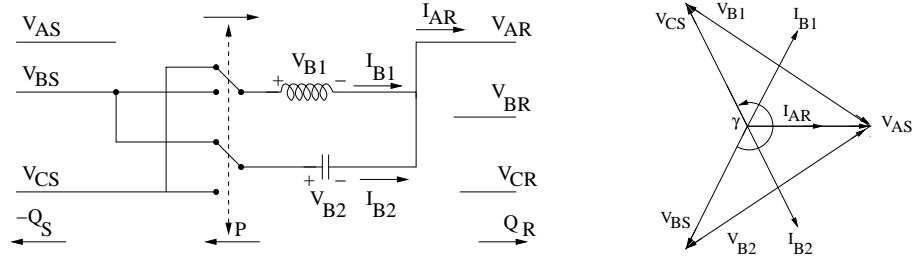 V_AS
I_AR
V_AR
V_BS
V_B1
+ −
I_B1
V_BR
V_CS
+ −
V_B2
I_B2
V_CR
−Q_S
P
Q_R
V_CS
V_B1
I_B1
γ
I_AR
V_AS
V_BS
V_B2
I_B2